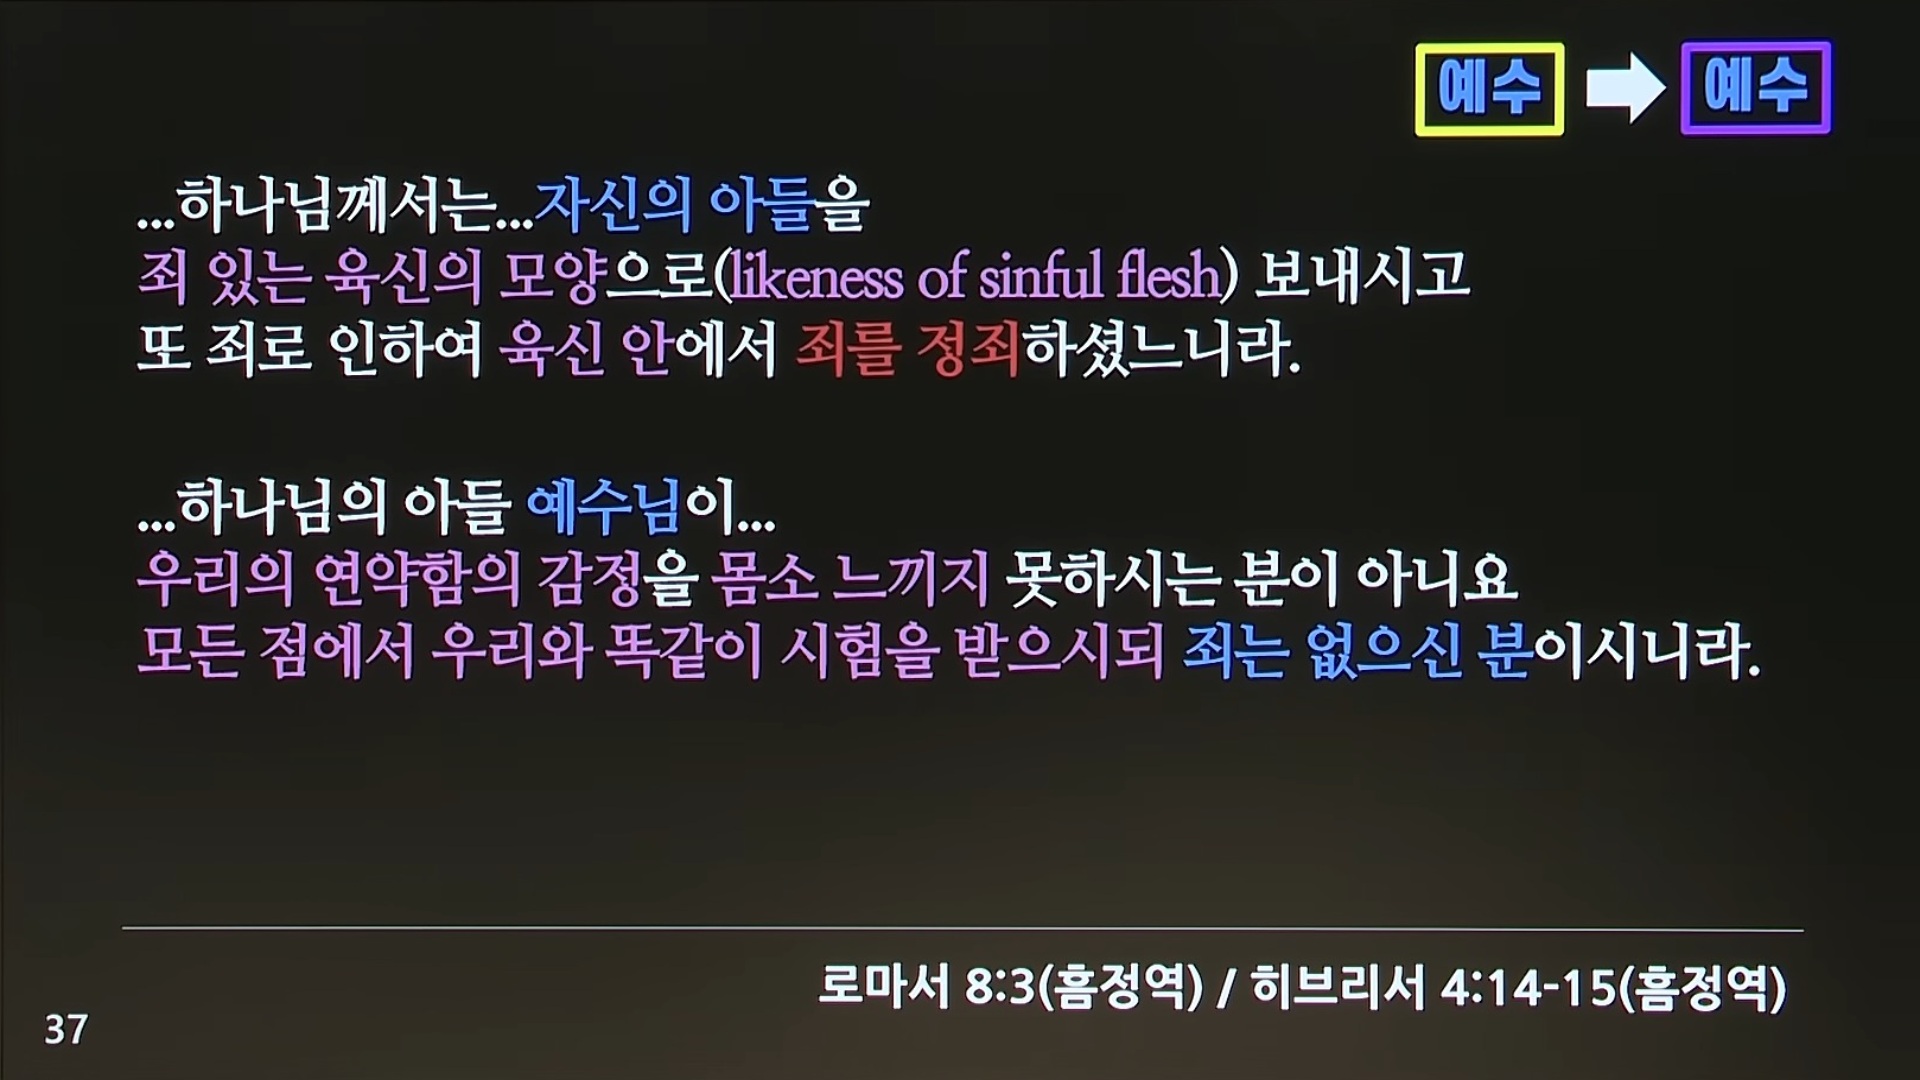 예수 ➡ 예수
...하나님께서는...자신의 아들을
죄 있는 육신의 모양으로(likeness of sinful flesh) 보내시고
또 죄로 인하여 육신 안에서 죄를 정죄하셨느니라.
...하나님의 아들 예수님이...
우리의 연약함의 감정을 몸소 느끼지 못하시는 분이 아니요
모든 점에서 우리와 똑같이 시험을 받으시되 죄는 없으신 분이시니라.
로마서 8:3(흠정역) / 히브리서 4:14-15(흠정역)
37